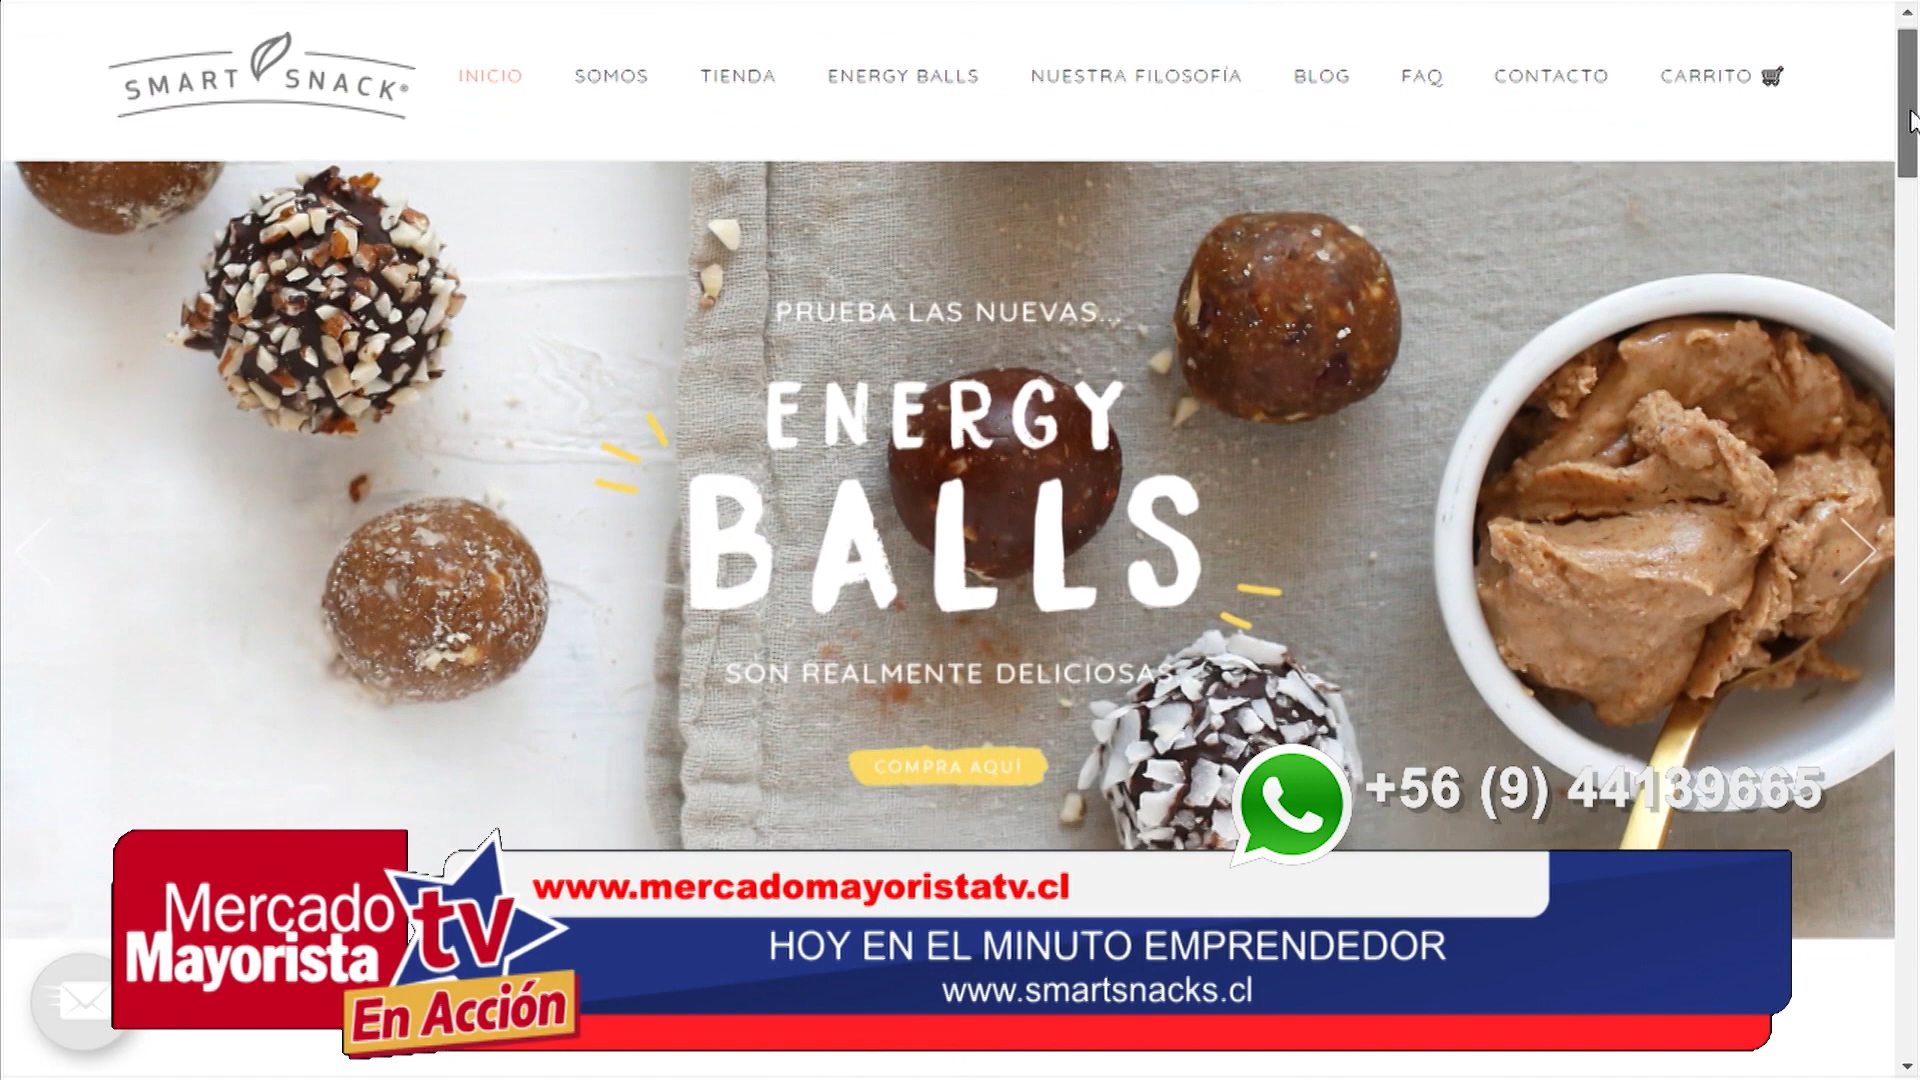 SMART SNACK®
INICIO SOMOS TIENDA ENERGY BALLS NUESTRA FILOSOFÍA BLOG FAQ CONTACTO CARRITO
PRUEBA LAS NUEVAS...
ENERGY
BALLS
SON REALMENTE DELICIOSAS
COMPRA AQUÍ
+56 (9) 44139665
Mercado
Mayorista
tv
En Acción
www.mercadomayoristatv.cl
HOY EN EL MINUTO EMPRENDEDOR
www.smartsnacks.cl